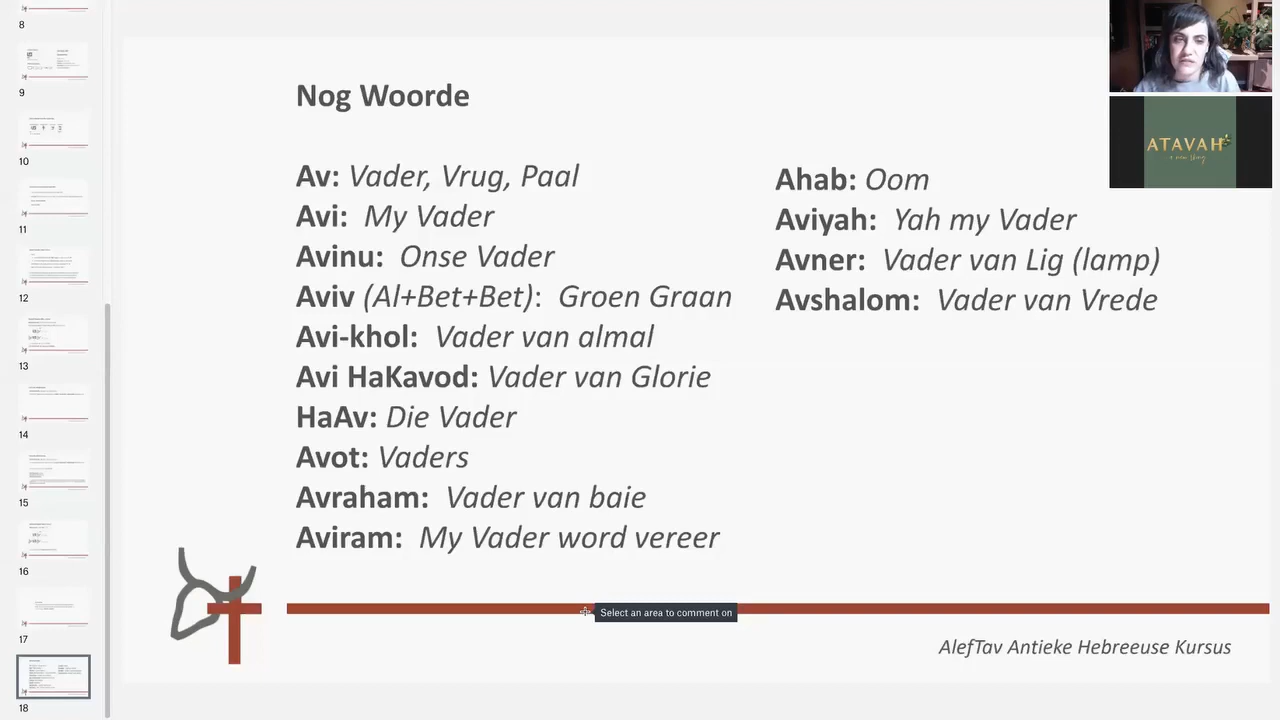 8
9
10
11
12
13
14
15
16
17
18
Nog Woorde
Av: Vader, Vrug, Paal
Avi: My Vader
Avinu: Onse Vader
Aviv (Al+Bet+Bet): Groen Graan
Avi-khol: Vader van almal
Avi HaKavod: Vader van Glorie
HaAv: Die Vader
Avot: Vaders
Avraham: Vader van baie
Aviram: My Vader word vereer
Ahab: Oom
Aviyah: Yah my Vader
Avner: Vader van Lig (lamp)
Avshalom: Vader van Vrede
Select an area to comment on
AlefTav Antieke Hebreeuse Kursus
ATAVAH
a new thing